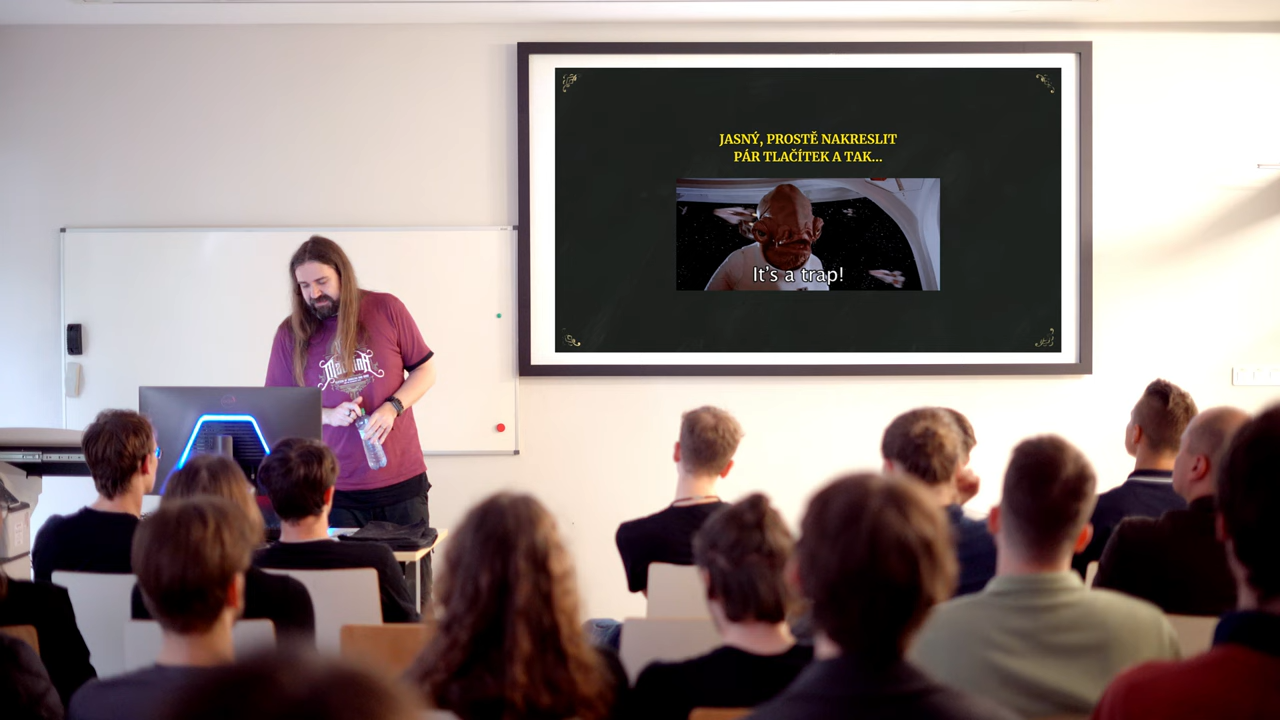 JASNÝ, PROSTĚ NAKRESLIT
PÁR TLAČÍTEK A TAK...
It's a trap!